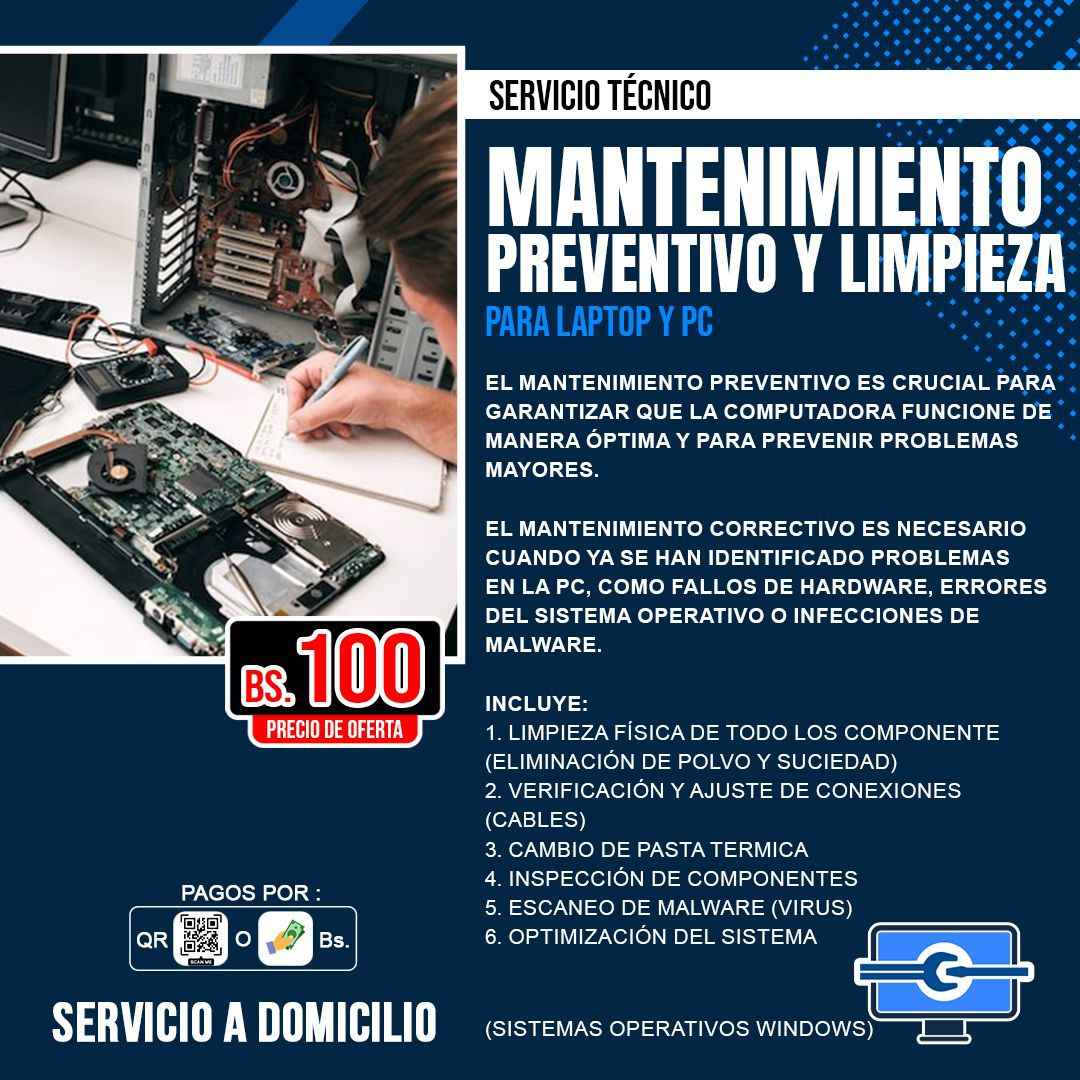 SERVICIO TÉCNICO
MANTENIMIENTO
PREVENTIVO Y LIMPIEZA
PARA LAPTOP Y PC
EL MANTENIMIENTO PREVENTIVO ES CRUCIAL PARA
GARANTIZAR QUE LA COMPUTADORA FUNCIONE DE
MANERA ÓPTIMA Y PARA PREVENIR PROBLEMAS
MAYORES.
EL MANTENIMIENTO CORRECTIVO ES NECESARIO
CUANDO YA SE HAN IDENTIFICADO PROBLEMAS
EN LA PC, COMO FALLOS DE HARDWARE, ERRORES
DEL SISTEMA OPERATIVO O INFECCIONES DE
MALWARE.
BS. 100
PRECIO DE OFERTA
INCLUYE:
1. LIMPIEZA FÍSICA DE TODO LOS COMPONENTE
(ELIMINACIÓN DE POLVO Y SUCIEDAD)
2. VERIFICACIÓN Y AJUSTE DE CONEXIONES
(CABLES)
3. CAMBIO DE PASTA TERMICA
4. INSPECCIÓN DE COMPONENTES
5. ESCANEO DE MALWARE (VIRUS)
6. OPTIMIZACIÓN DEL SISTEMA
(SISTEMAS OPERATIVOS WINDOWS)
PAGOS POR :
QR O Bs.
SCAN ME
SERVICIO A DOMICILIO